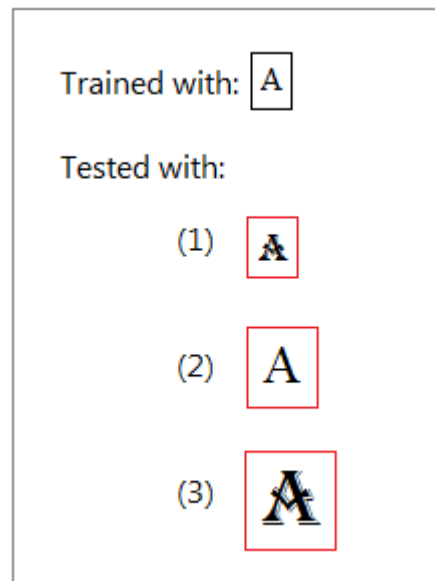 Trained with: A
Tested with:
(1) A
(2) A
(3) A